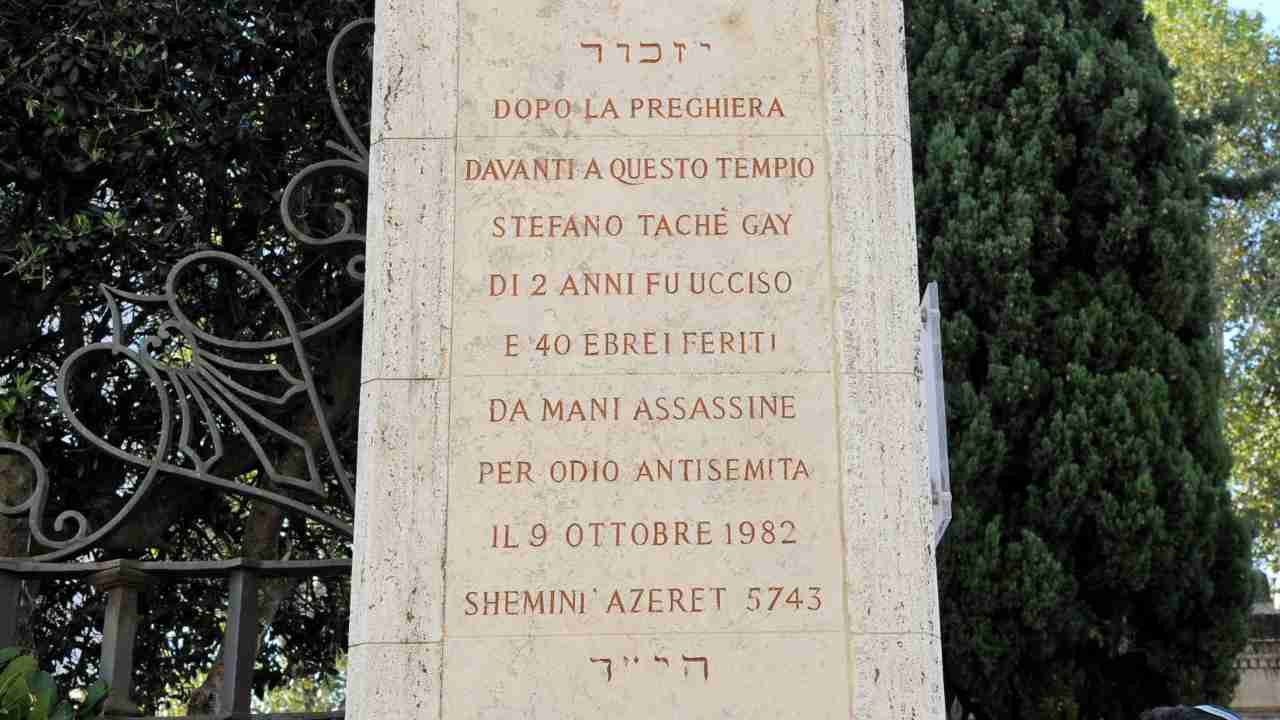 יזכור
DOPO LA PREGHIERA
DAVANTI A QUESTO TEMPIO
STEFANO TACHÈ GAY
DI 2 ANNI FU UCCISO
E 40 EBREI FERITI
DA MANI ASSASSINE
PER ODIO ANTISEMITA
IL 9 OTTOBRE 1982
SHEMINI' AZERET 5743
הי״ד